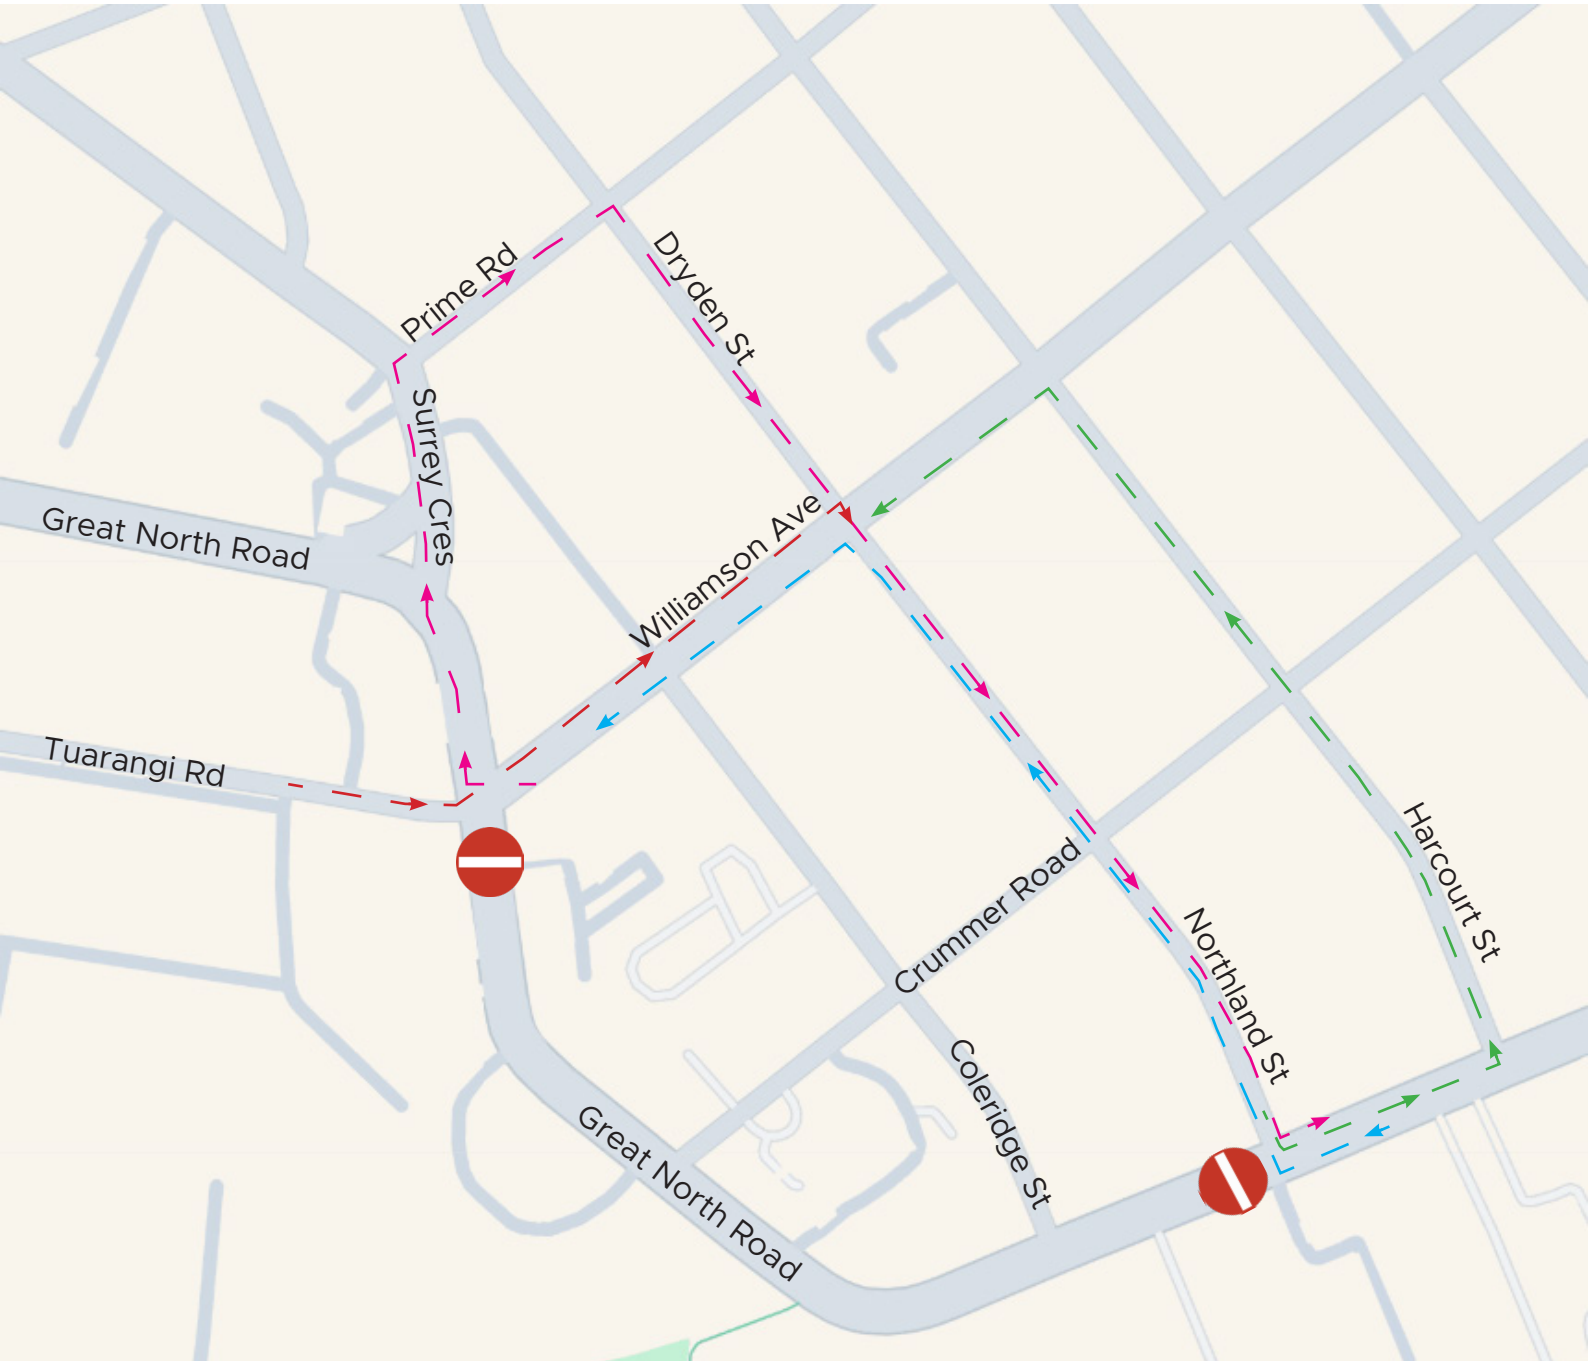 Prime Rd
Dryden St
Surrey Cres
Great North Road
Williamson Ave
Tuarangi Rd
Harcourt St
Crummer Road
Northland St
Coleridge St
Great North Road